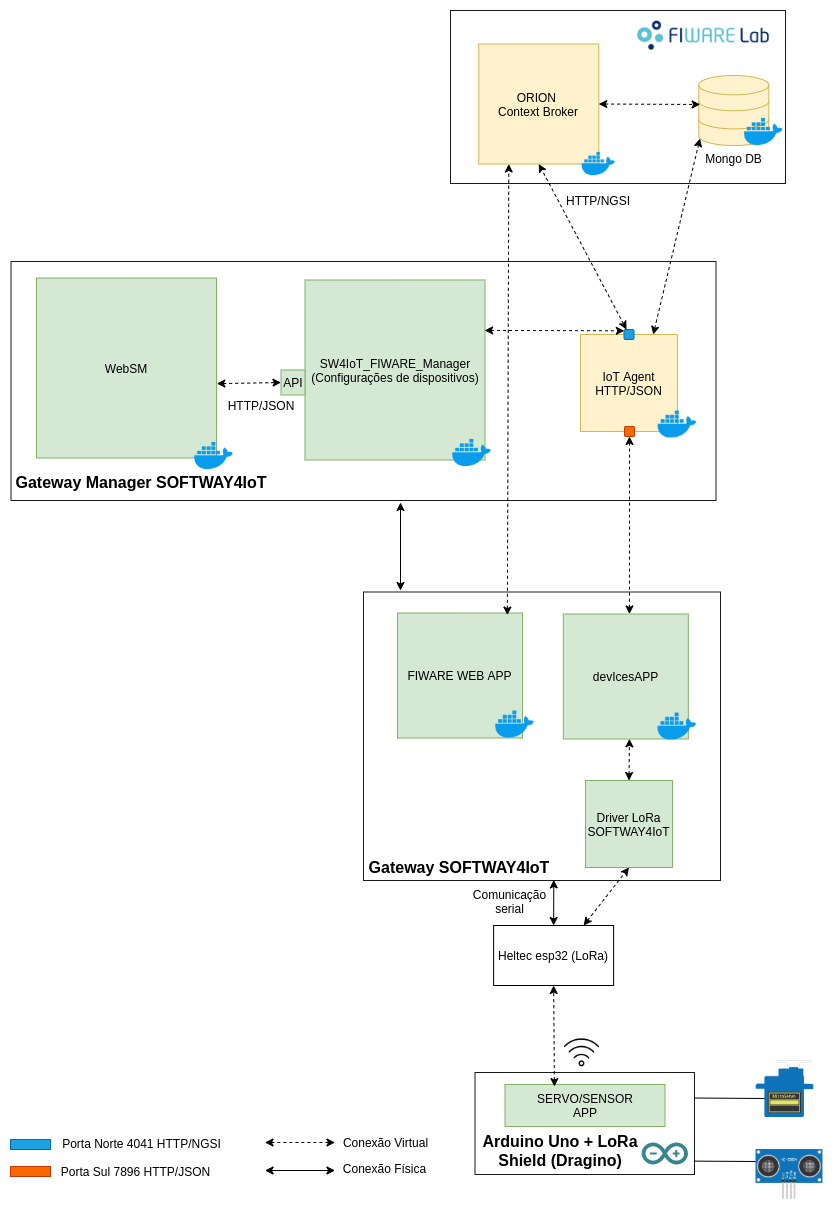 FIWARE Lab
ORION
Context Broker
Mongo DB
HTTP/NGSI
WebSM
API
HTTP/JSON
SW4IoT_FIWARE_Manager
(Configurações de dispositivos)
IoT Agent
HTTP/JSON
Gateway Manager SOFTWAY4IoT
FIWARE WEB APP
devIcesAPP
Driver LoRa
SOFTWAY4IoT
Gateway SOFTWAY4IoT
Comunicação
serial
Heltec esp32 (LoRa)
SERVO/SENSOR
APP
Arduino Uno + LoRa
Shield (Dragino)
MicroServo
Porta Norte 4041 HTTP/NGSI
Conexão Virtual
Porta Sul 7896 HTTP/JSON
Conexão Física